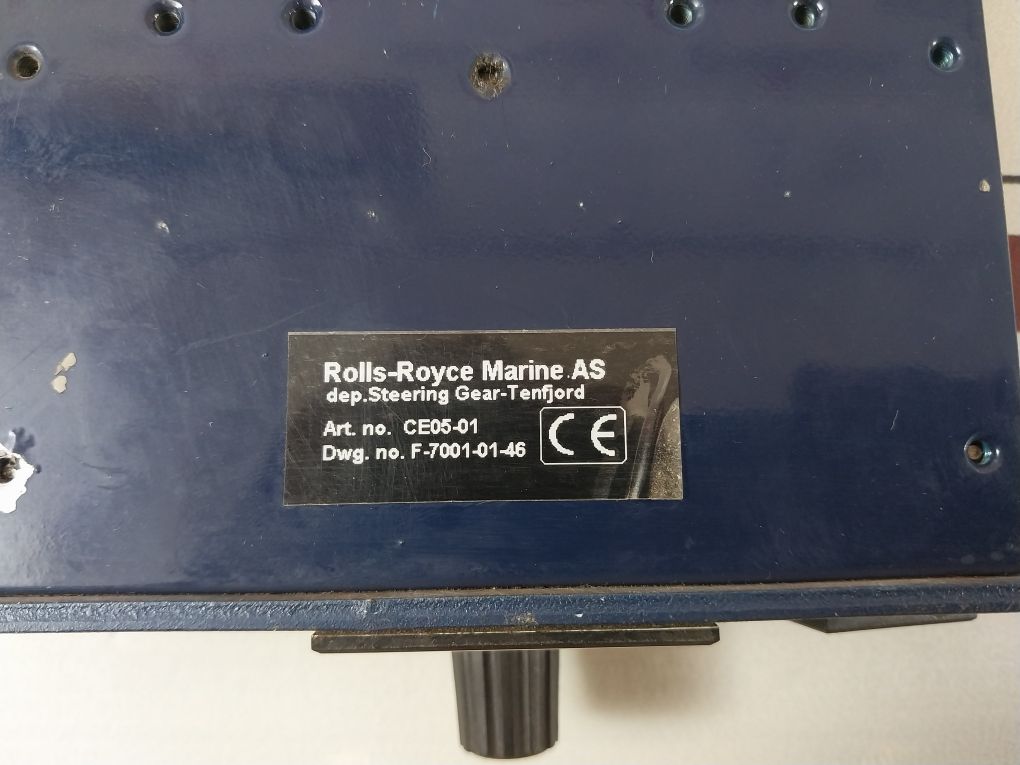 Rolls-Royce Marine AS
dep.Steering Gear-Tenfjord
Art. no. CE05-01
Dwg. no. F-7001-01-46
CE